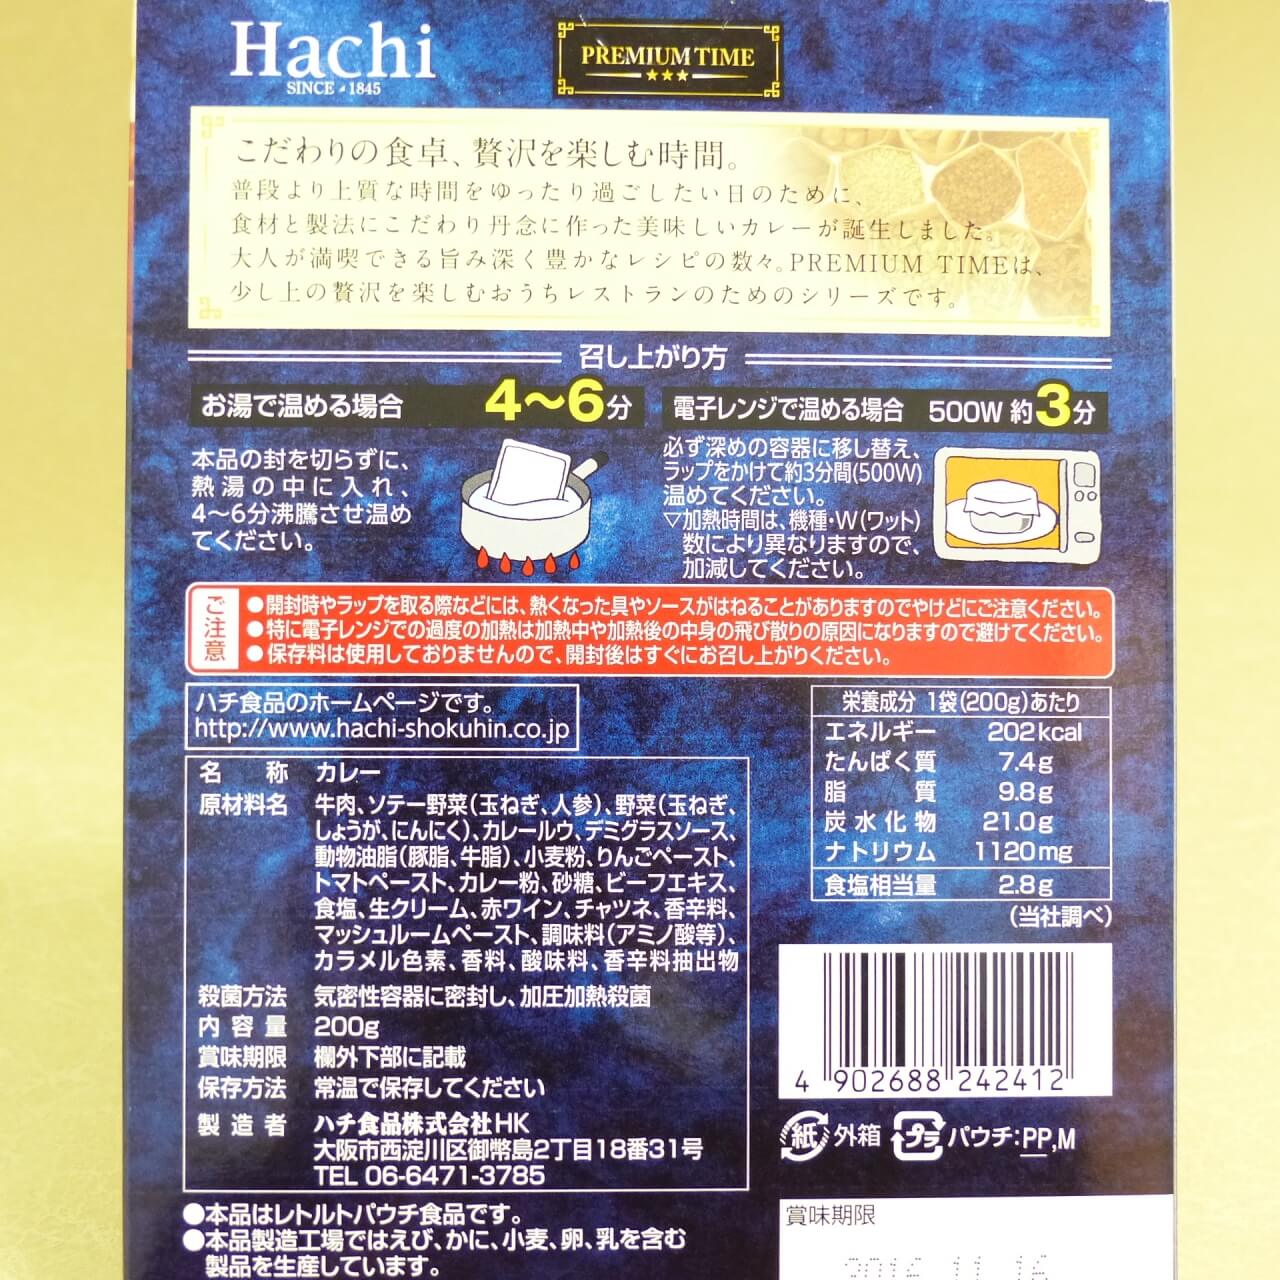 Hachi
SINCE 1845
PREMIUM TIME
★★★
こだわりの食卓、贅沢を楽しむ時間。
普段より上質な時間をゆったり過ごしたい日のために、
食材と製法にこだわり丹念に作った美味しいカレーが誕生しました。
大人が満喫できる旨み深く豊かなレシピの数々。PREMIUM TIMEは、
少し上の贅沢を楽しむおうちレストランのためのシリーズです。
召し上がり方
お湯で温める場合 4〜6分
本品の封を切らずに、
熱湯の中に入れ、
4〜6分沸騰させ温め
てください。
電子レンジで温める場合 500W 約3分
必ず深めの容器に移し替え、
ラップをかけて約3分間(500W)
温めてください。
▽加熱時間は、機種・W(ワット)
数により異なりますので、
加減してください。
ご注意
●開封時やラップを取る際などには、熱くなった具やソースがはねることがありますのでやけどにご注意ください。
●特に電子レンジでの過度の加熱は加熱中や加熱後の中身の飛び散りの原因になりますので避けてください。
●保存料は使用しておりませんので、開封後はすぐにお召し上がりください。
ハチ食品のホームページです。
http://www.hachi-shokuhin.co.jp
名称 カレー
原材料名 牛肉、ソテー野菜(玉ねぎ、人参)、野菜(玉ねぎ、
しょうが、にんにく)、カレールウ、デミグラスソース、
動物油脂(豚脂、牛脂)、小麦粉、りんごペースト、
トマトペースト、カレー粉、砂糖、ビーフエキス、
食塩、生クリーム、赤ワイン、チャツネ、香辛料、
マッシュルームペースト、調味料(アミノ酸等)、
カラメル色素、香料、酸味料、香辛料抽出物
殺菌方法 気密性容器に密封し、加圧加熱殺菌
内容量 200g
賞味期限 欄外下部に記載
保存方法 常温で保存してください
製造者 ハチ食品株式会社HK
大阪市西淀川区御幣島2丁目18番31号
TEL 06-6471-3785
●本品はレトルトパウチ食品です。
●本品製造工場ではえび、かに、小麦、卵、乳を含む
製品を生産しています。
栄養成分 1袋(200g)あたり
エネルギー 202kcal
たんぱく質 7.4g
脂質 9.8g
炭水化物 21.0g
ナトリウム 1120mg
食塩相当量 2.8g
(当社調べ)
4 902688 242412
紙 外箱 プラ パウチ:PP,M
賞味期限